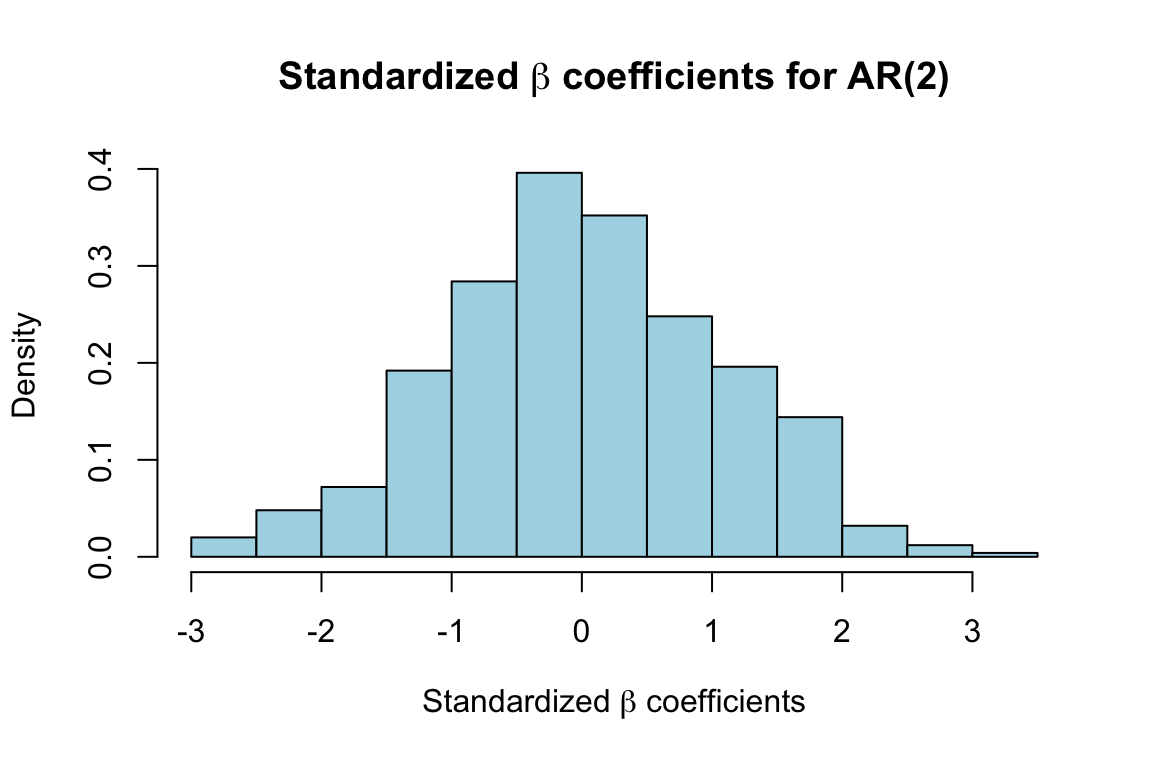 Standardized β coefficients for AR(2)
Density
0.4
0.3
0.2
0.1
0.0
-3 -2 -1 0 1 2 3
Standardized β coefficients